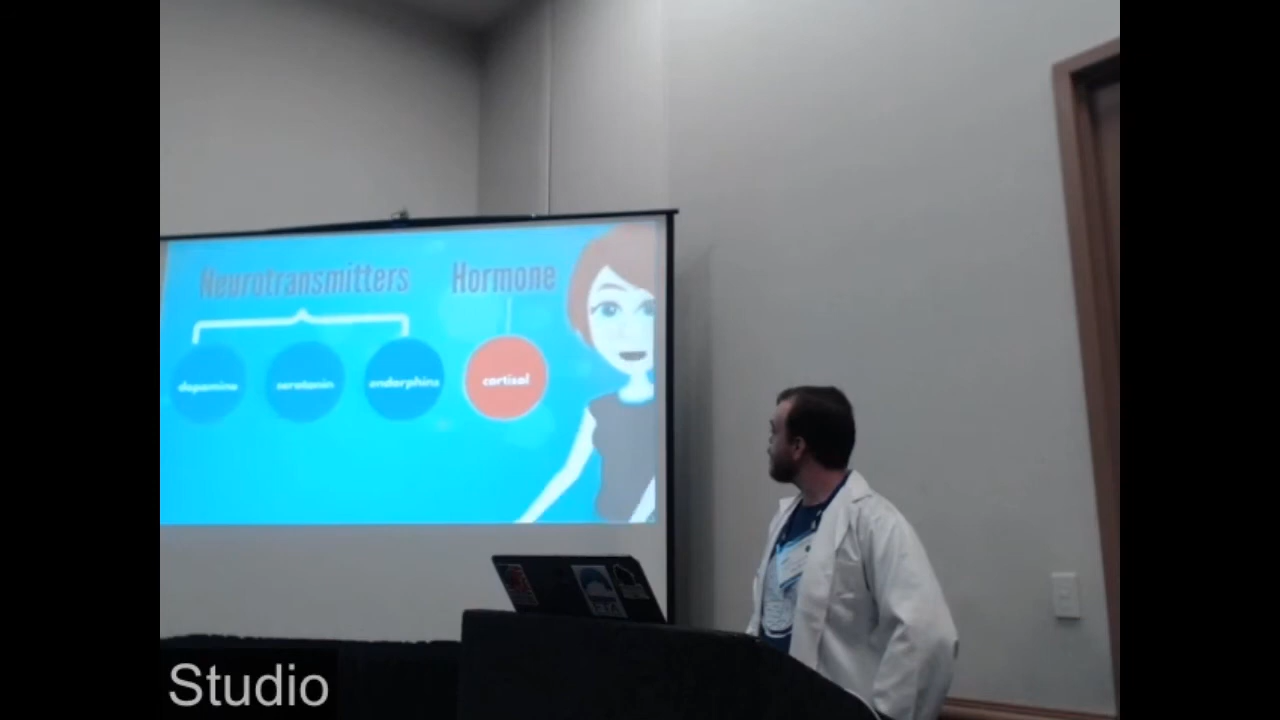 Neurotransmitters Hormone
dopamine serotonin endorphins cortisol
Studio